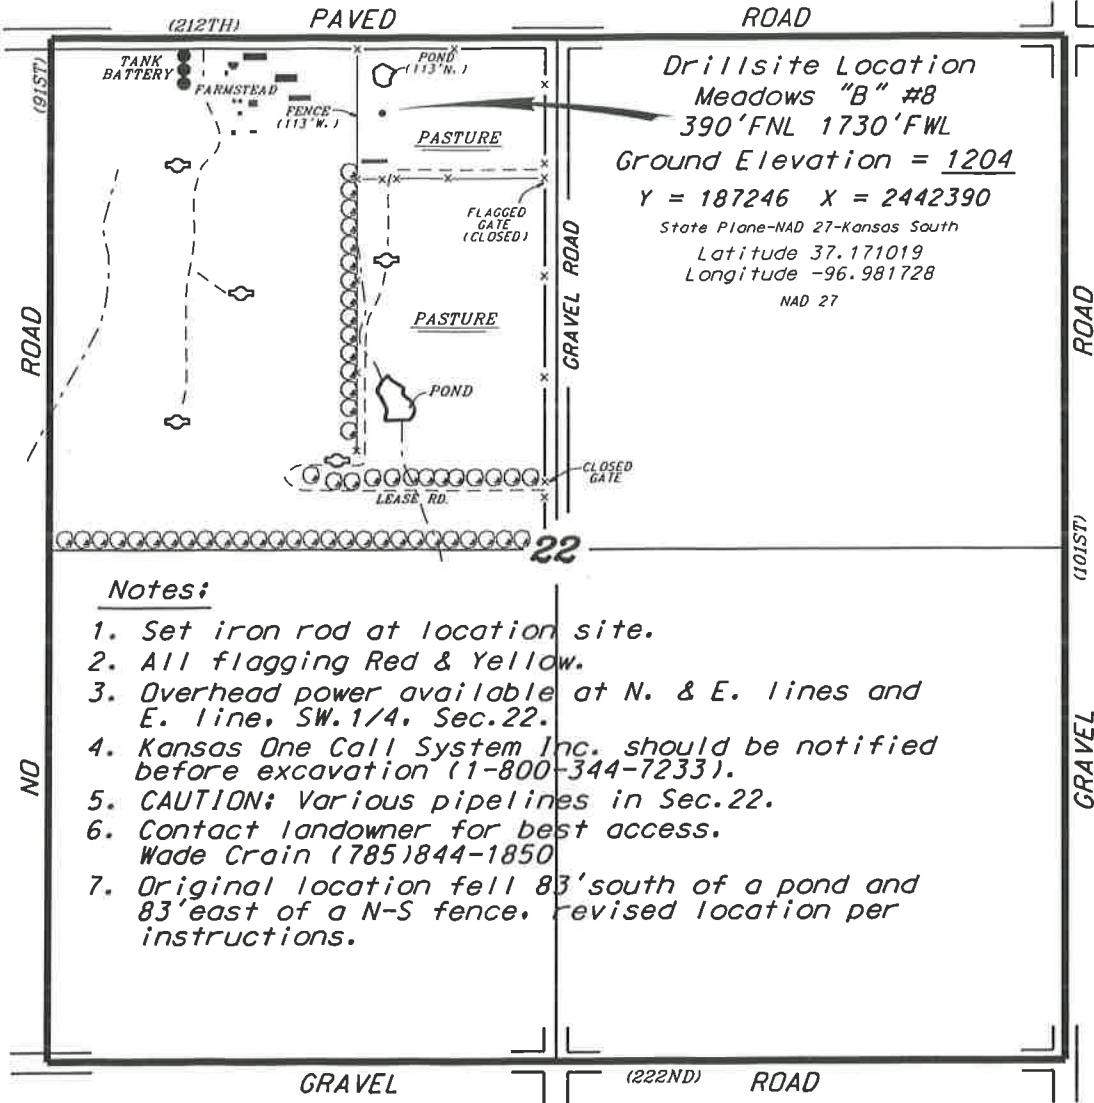 (212TH) PAVED ROAD
(91ST)
TANK
BATTERY
FARMSTEAD
POND
(113'N.)
FENCE
(113'W.)
PASTURE
FLAGGED
GATE
(CLOSED)
PASTURE
POND
CLOSED
GATE
LEASE RD.
GRAVEL ROAD
Drillsite Location
Meadows "B" #8
390'FNL 1730'FWL
Ground Elevation = 1204
Y = 187246 X = 2442390
State Plane-NAD 27-Kansas South
Latitude 37.171019
Longitude -96.981728
NAD 27
NO ROAD
22
GRAVEL (101ST) ROAD
Notes:
1. Set iron rod at location site.
2. All flagging Red & Yellow.
3. Overhead power available at N. & E. lines and
E. line, SW.1/4, Sec.22.
4. Kansas One Call System Inc. should be notified
before excavation (1-800-344-7233).
5. CAUTION: Various pipelines in Sec.22.
6. Contact landowner for best access.
Wade Crain (785)844-1850
7. Original location fell 83'south of a pond and
83'east of a N-S fence, revised location per
instructions.
GRAVEL (222ND) ROAD